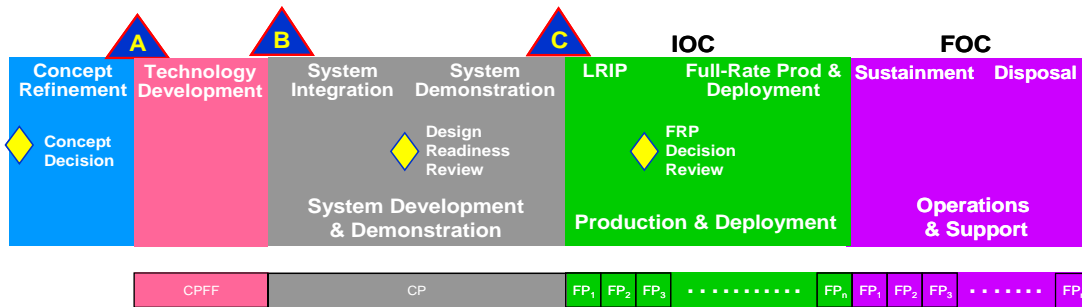 A
B
C
IOC
FOC
Concept
Refinement
Technology
Development
System
Integration
System
Demonstration
LRIP
Full-Rate Prod &
Deployment
Sustainment
Disposal
Concept
Decision
Design
Readiness
Review
FRP
Decision
Review
System Development
& Demonstration
Production & Deployment
Operations
& Support
CPFF
CP
FP1
FP2
FP3
...........
FPn
FP1
FP2
FP3
........
FP